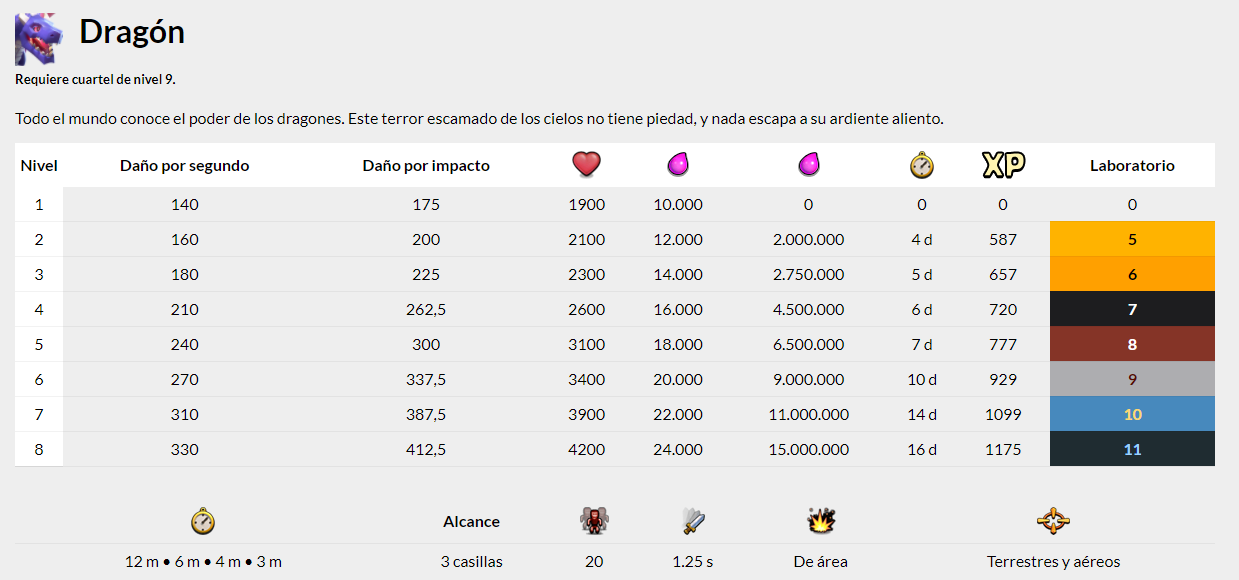 Dragón
Requiere cuartel de nivel 9.
Todo el mundo conoce el poder de los dragones. Este terror escamado de los cielos no tiene piedad, y nada escapa a su ardiente aliento.
Nivel Daño por segundo Daño por impacto XP Laboratorio
1 140 175 1900 10.000 0 0 0 0
2 160 200 2100 12.000 2.000.000 4 d 587 5
3 180 225 2300 14.000 2.750.000 5 d 657 6
4 210 262,5 2600 16.000 4.500.000 6 d 720 7
5 240 300 3100 18.000 6.500.000 7 d 777 8
6 270 337,5 3400 20.000 9.000.000 10 d 929 9
7 310 387,5 3900 22.000 11.000.000 14 d 1099 10
8 330 412,5 4200 24.000 15.000.000 16 d 1175 11
Alcance
12 m • 6 m • 4 m • 3 m 3 casillas 20 1.25 s De área Terrestres y aéreos